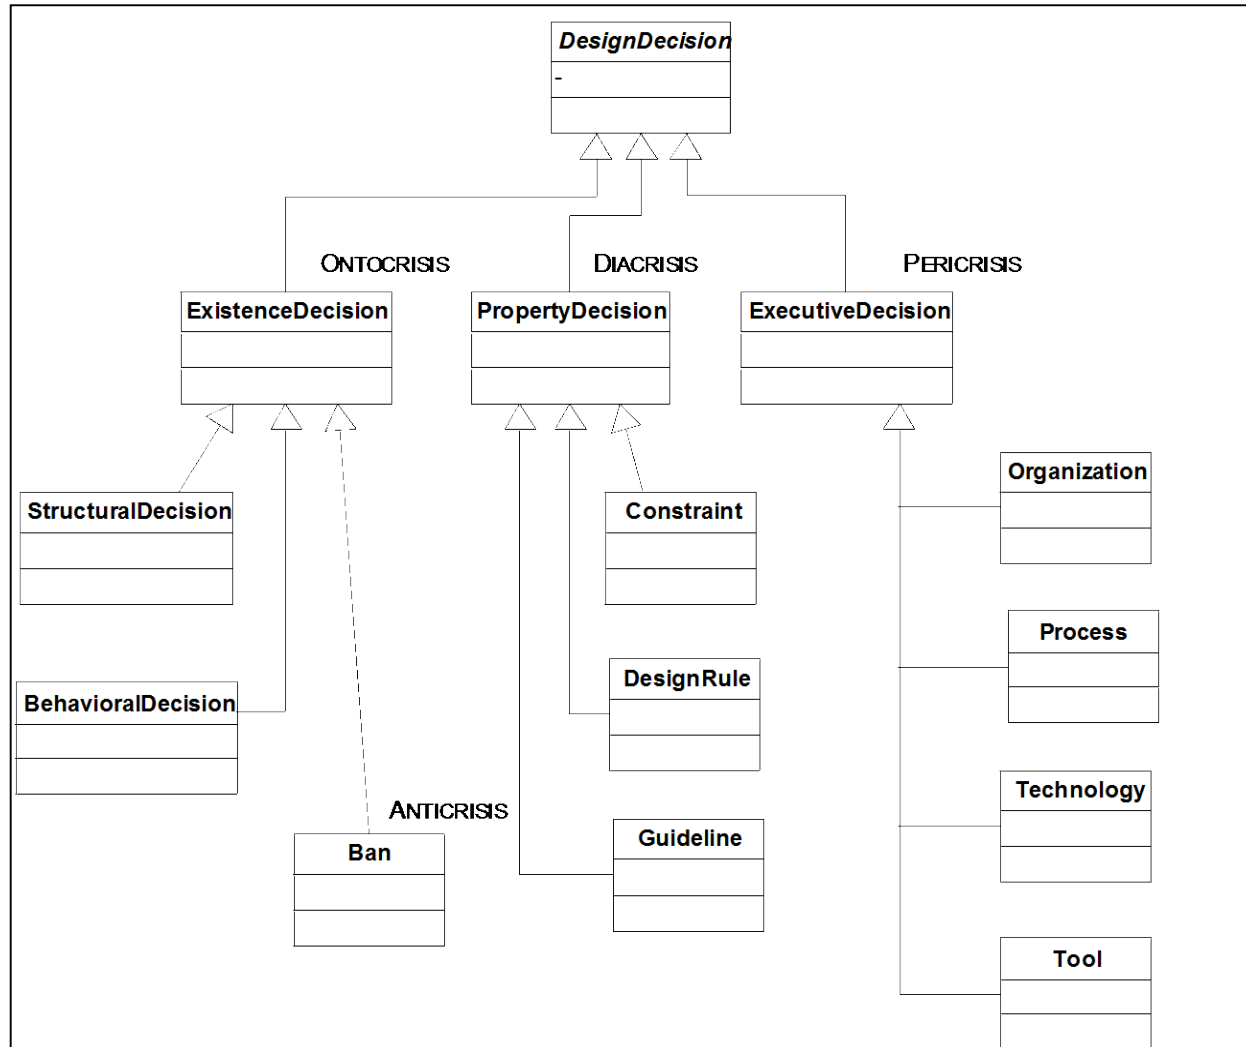 DesignDecision
-
ONTOCRISIS
DIACRISIS
PERICRISIS
ExistenceDecision
PropertyDecision
ExecutiveDecision
Organization
StructuralDecision
Constraint
Process
DesignRule
BehavioralDecision
Technology
ANTICRISIS
Guideline
Ban
Tool